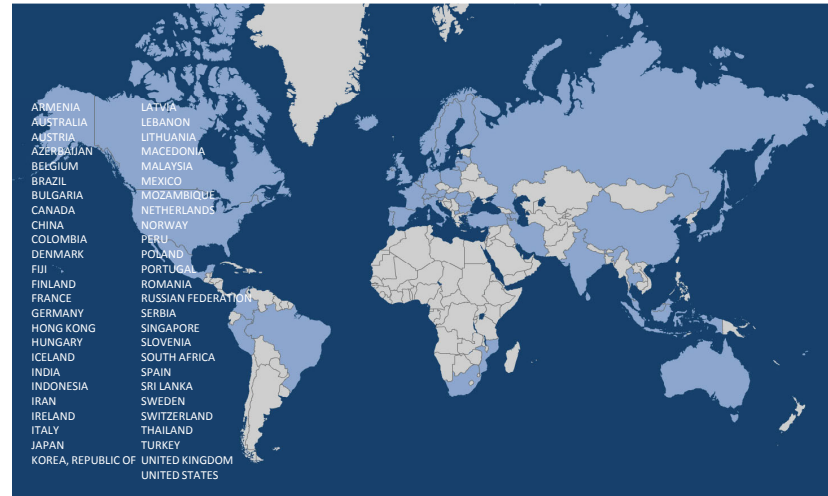 ARMENIA
AUSTRALIA
AUSTRIA
AZERBAIJAN
BELGIUM
BRAZIL
BULGARIA
CANADA
CHINA
COLOMBIA
DENMARK
FIJI
FINLAND
FRANCE
GERMANY
HONG KONG
HUNGARY
ICELAND
INDIA
INDONESIA
IRAN
IRELAND
ITALY
JAPAN
KOREA, REPUBLIC OF
LATVIA
LEBANON
LITHUANIA
MACEDONIA
MALAYSIA
MEXICO
MOZAMBIQUE
NETHERLANDS
NORWAY
PERU
POLAND
PORTUGAL
ROMANIA
RUSSIAN FEDERATION
SERBIA
SINGAPORE
SLOVENIA
SOUTH AFRICA
SPAIN
SRI LANKA
SWEDEN
SWITZERLAND
THAILAND
TURKEY
UNITED KINGDOM
UNITED STATES